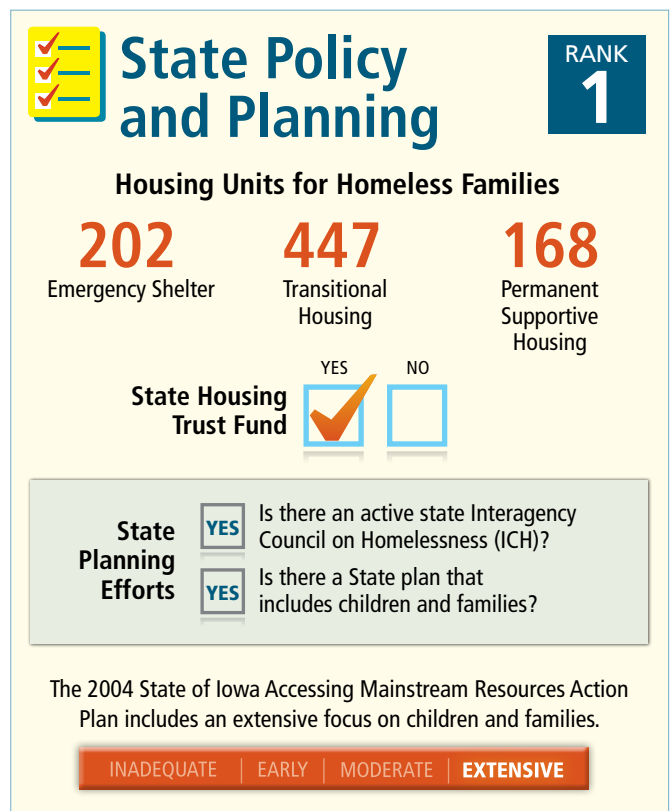 State Policy
and Planning
RANK
1
Housing Units for Homeless Families
202
Emergency Shelter
447
Transitional
Housing
168
Permanent
Supportive
Housing
State Housing
Trust Fund
YES
NO
State
Planning
Efforts
YES
Is there an active state Interagency
Council on Homelessness (ICH)?
YES
Is there a State plan that
includes children and families?
The 2004 State of Iowa Accessing Mainstream Resources Action
Plan includes an extensive focus on children and families.
INADEQUATE | EARLY | MODERATE | EXTENSIVE